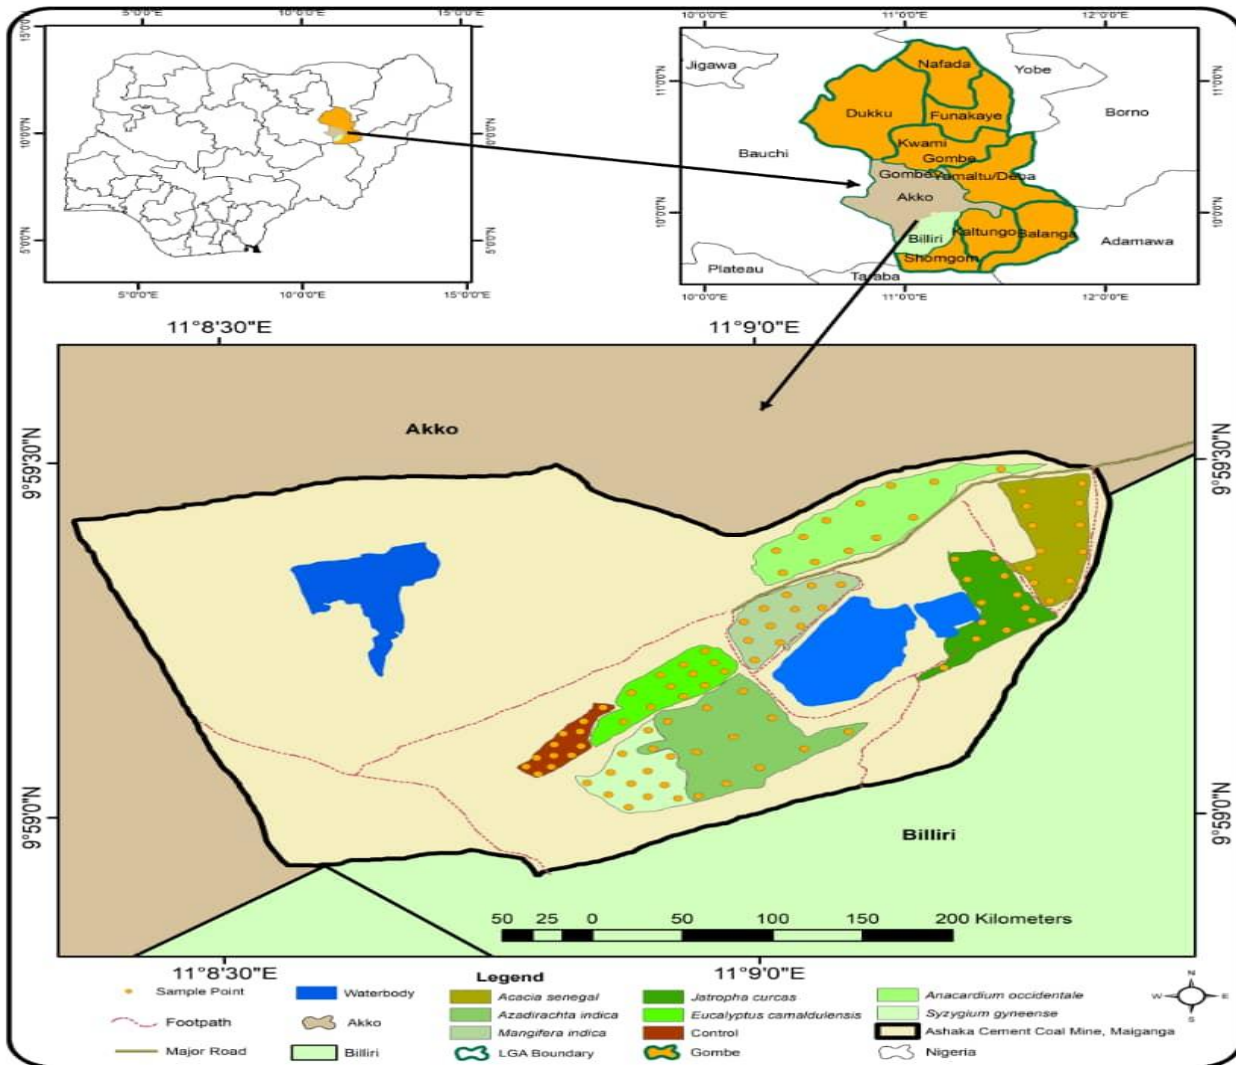 5°0'0"E 10°0'0"E 15°0'0"E
15°0'0"N
10°0'0"N 10°0'0"N
5°0'0"N 5°0'0"N
5°0'0"E 10°0'0"E 15°0'0"E
10°0'0"E 11°0'0"E 12°0'0"E
11°0'0"N 11°0'0"N
10°0'0"N 10°0'0"N
Jigawa
Nafada
Yobe
Dukku
Funakaye
Borno
Kwami
Bauchi
Gombe
Gombe
Yamaltu/Deba
Akko
Billiri
Kaltungo
Balanga
Adamawa
Shomgom
Plateau
Taraba
10°0'0"E 11°0'0"E 12°0'0"E
11°8'30"E 11°9'0"E
Akko
9°59'30"N 9°59'30"N
9°59'0"N 9°59'0"N
Billiri
50 25 0 50 100 150 200 Kilometers
11°8'30"E 11°9'0"E
Legend
Sample Point
Footpath
Major Road
Waterbody
Akko
Billiri
Acacia senegal
Azadirachta indica
Mangifera indica
LGA Boundary
Jatropha curcas
Eucalyptus camaldulensis
Control
Gombe
Anacardium occidentale
Syzygium gyneense
Ashaka Cement Coal Mine, Maiganga
Nigeria
N
W E
S